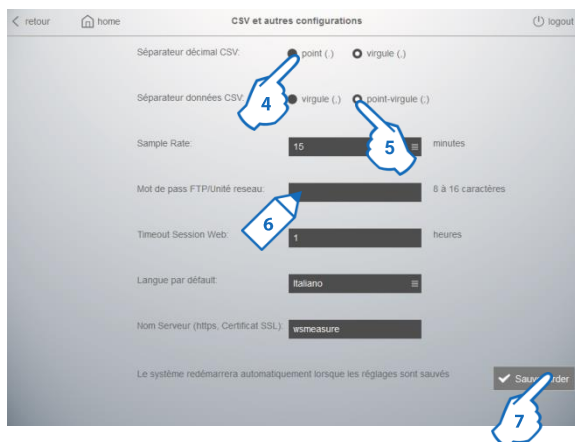 retour home CSV et autres configurations logout
Séparateur décimal CSV: point (.) virgule (,)
Séparateur données CSV: virgule (,) point-virgule (;)
4
5
Sample Rate: 15 minutes
Mot de pass FTP/Unité reseau: 8 à 16 caractères
6
Timeout Session Web: 1 heures
Langue par défault: Italiano
Nom Serveur (https, Certificat SSL): wsmeasure
Le système redémarrera automatiquement lorsque les réglages sont sauvés
7